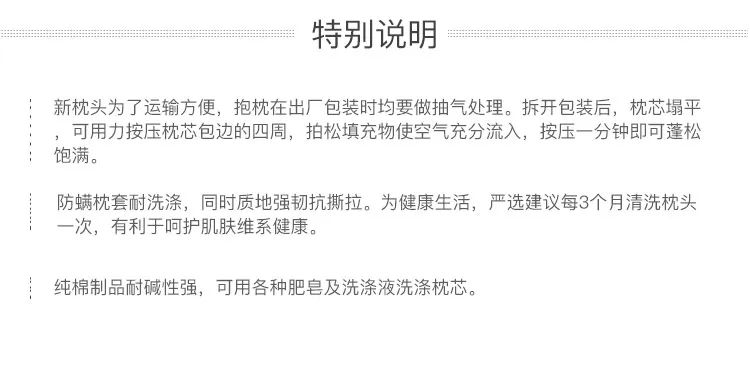 特别说明
新枕头为了运输方便，抱枕在出厂包装时均要做抽气处理。拆开包装后，枕芯塌平
，可用力按压枕芯包边的四周，拍松填充物使空气充分流入，按压一分钟即可蓬松
饱满。
防螨枕套耐洗涤，同时质地强韧抗撕拉。为健康生活，严选建议每3个月清洗枕头
一次，有利于呵护肌肤维系健康。
纯棉制品耐碱性强，可用各种肥皂及洗涤液洗涤枕芯。